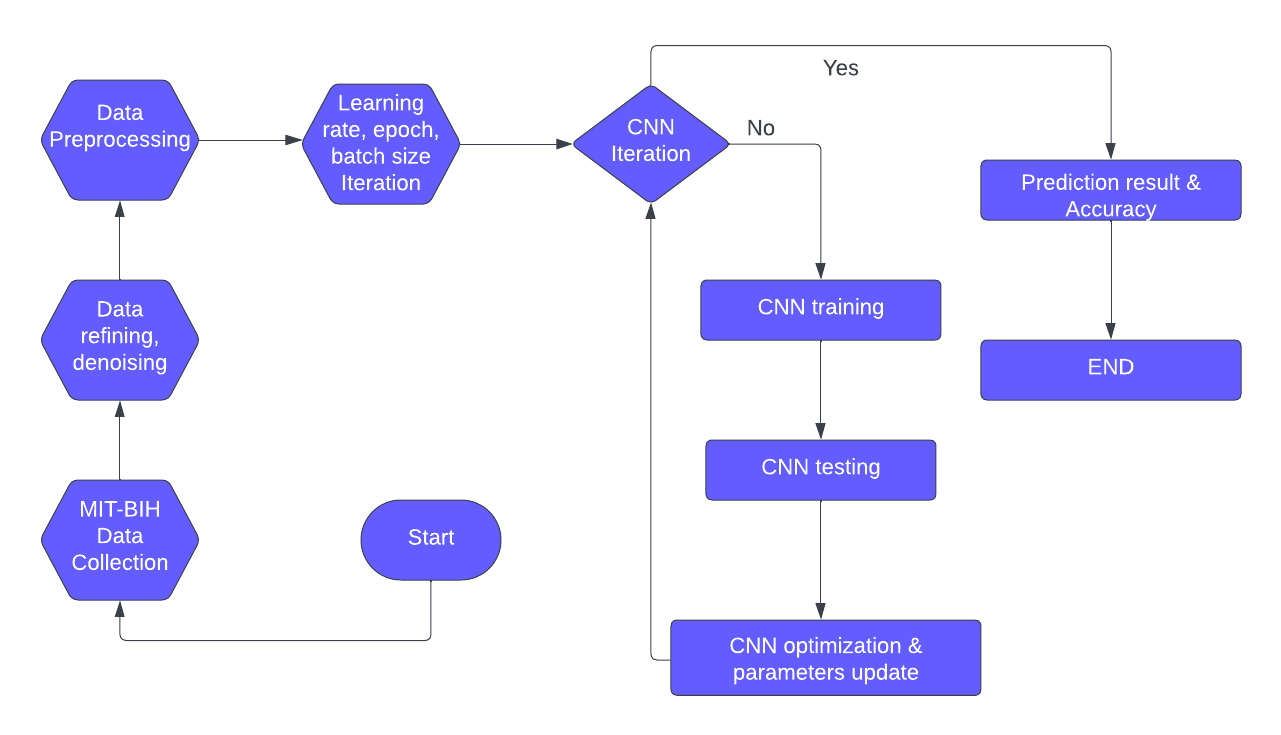 Yes
Data
Preprocessing
Learning
rate, epoch,
batch size
Iteration
CNN
Iteration
No
Prediction result &
Accuracy
Data
refining,
denoising
CNN training
END
MIT-BIH
Data
Collection
Start
CNN testing
CNN optimization &
parameters update